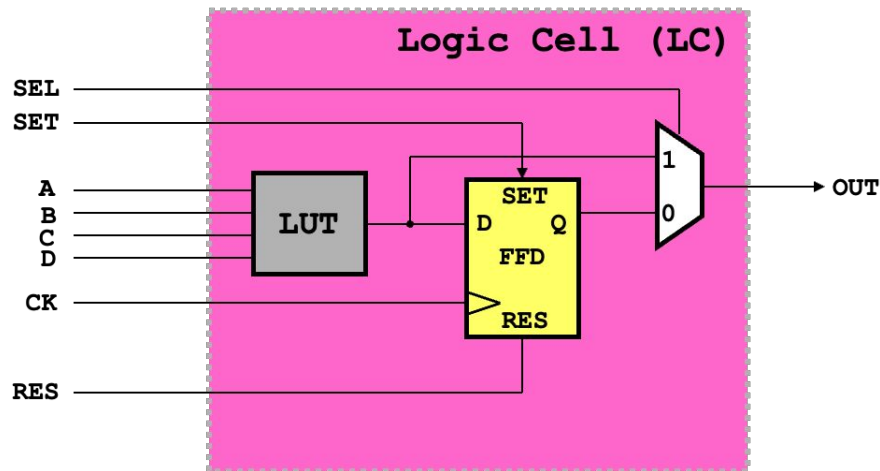 Logic Cell (LC)
SEL
SET
1
A
SET
OUT
B
LUT
D
Q
0
C
FFD
D
CK
RES
RES